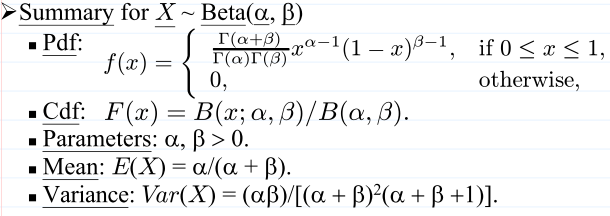 ➢Summary for X ~ Beta(α, β)
▪ Pdf: f(x) = { Γ(α+β)/Γ(α)Γ(β) x^{α−1}(1 − x)^{β−1}, if 0 ≤ x ≤ 1,
0, otherwise,
▪ Cdf: F(x) = B(x; α, β)/B(α, β).
▪ Parameters: α, β > 0.
▪ Mean: E(X) = α/(α + β).
▪ Variance: Var(X) = (αβ)/[(α + β)²(α + β +1)].